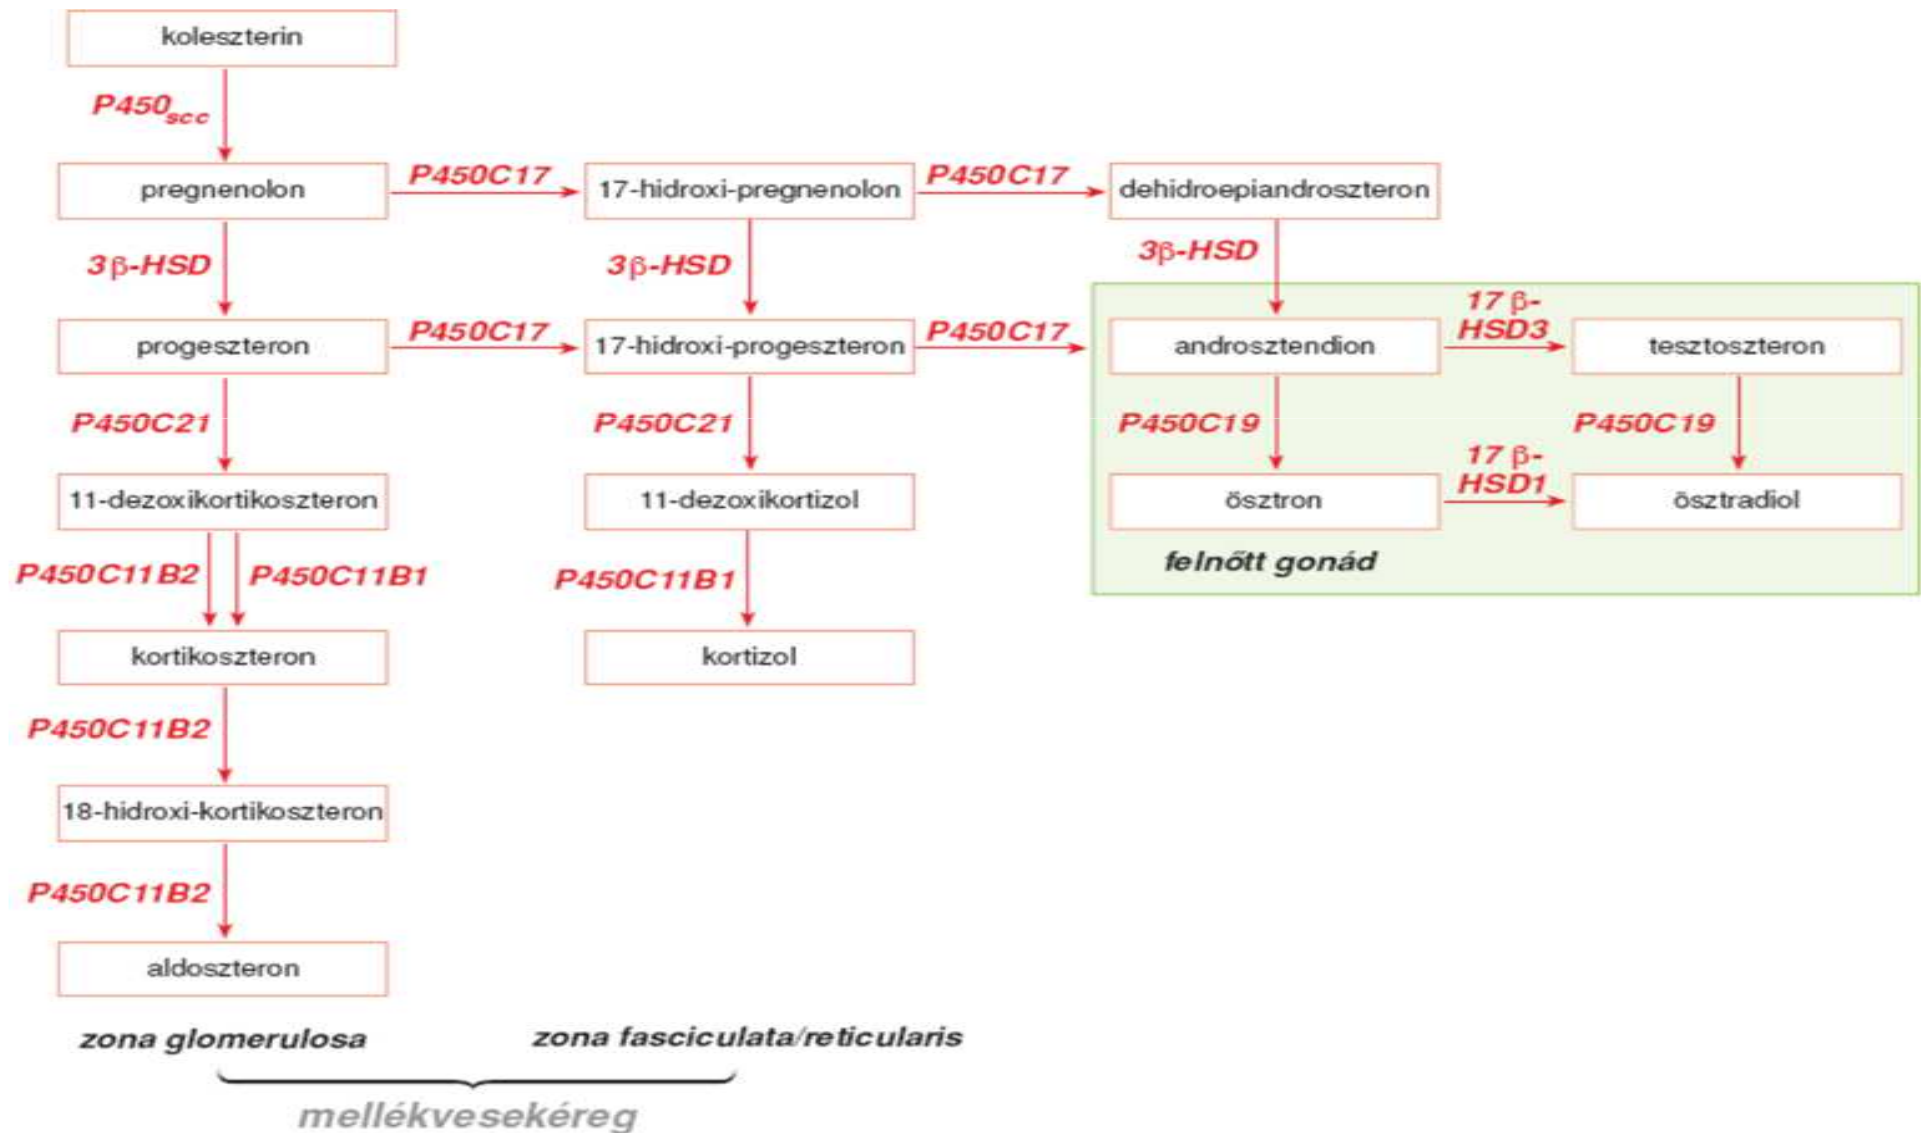 koleszterin
P450scc
pregnenolon
P450C17
17-hidroxi-pregnenolon
P450C17
dehidroepiandroszteron
3β-HSD
3β-HSD
3β-HSD
progeszteron
P450C17
17-hidroxi-progeszteron
P450C17
androsztendion
17 β-
HSD3
tesztoszteron
P450C21
P450C21
P450C19
P450C19
11-dezoxikortikoszteron
11-dezoxikortizol
ösztron
17 β-
HSD1
ösztradiol
felnőtt gonád
P450C11B2
P450C11B1
P450C11B1
kortikoszteron
kortizol
P450C11B2
18-hidroxi-kortikoszteron
P450C11B2
aldoszteron
zona glomerulosa
zona fasciculata/reticularis
mellékvesekéreg